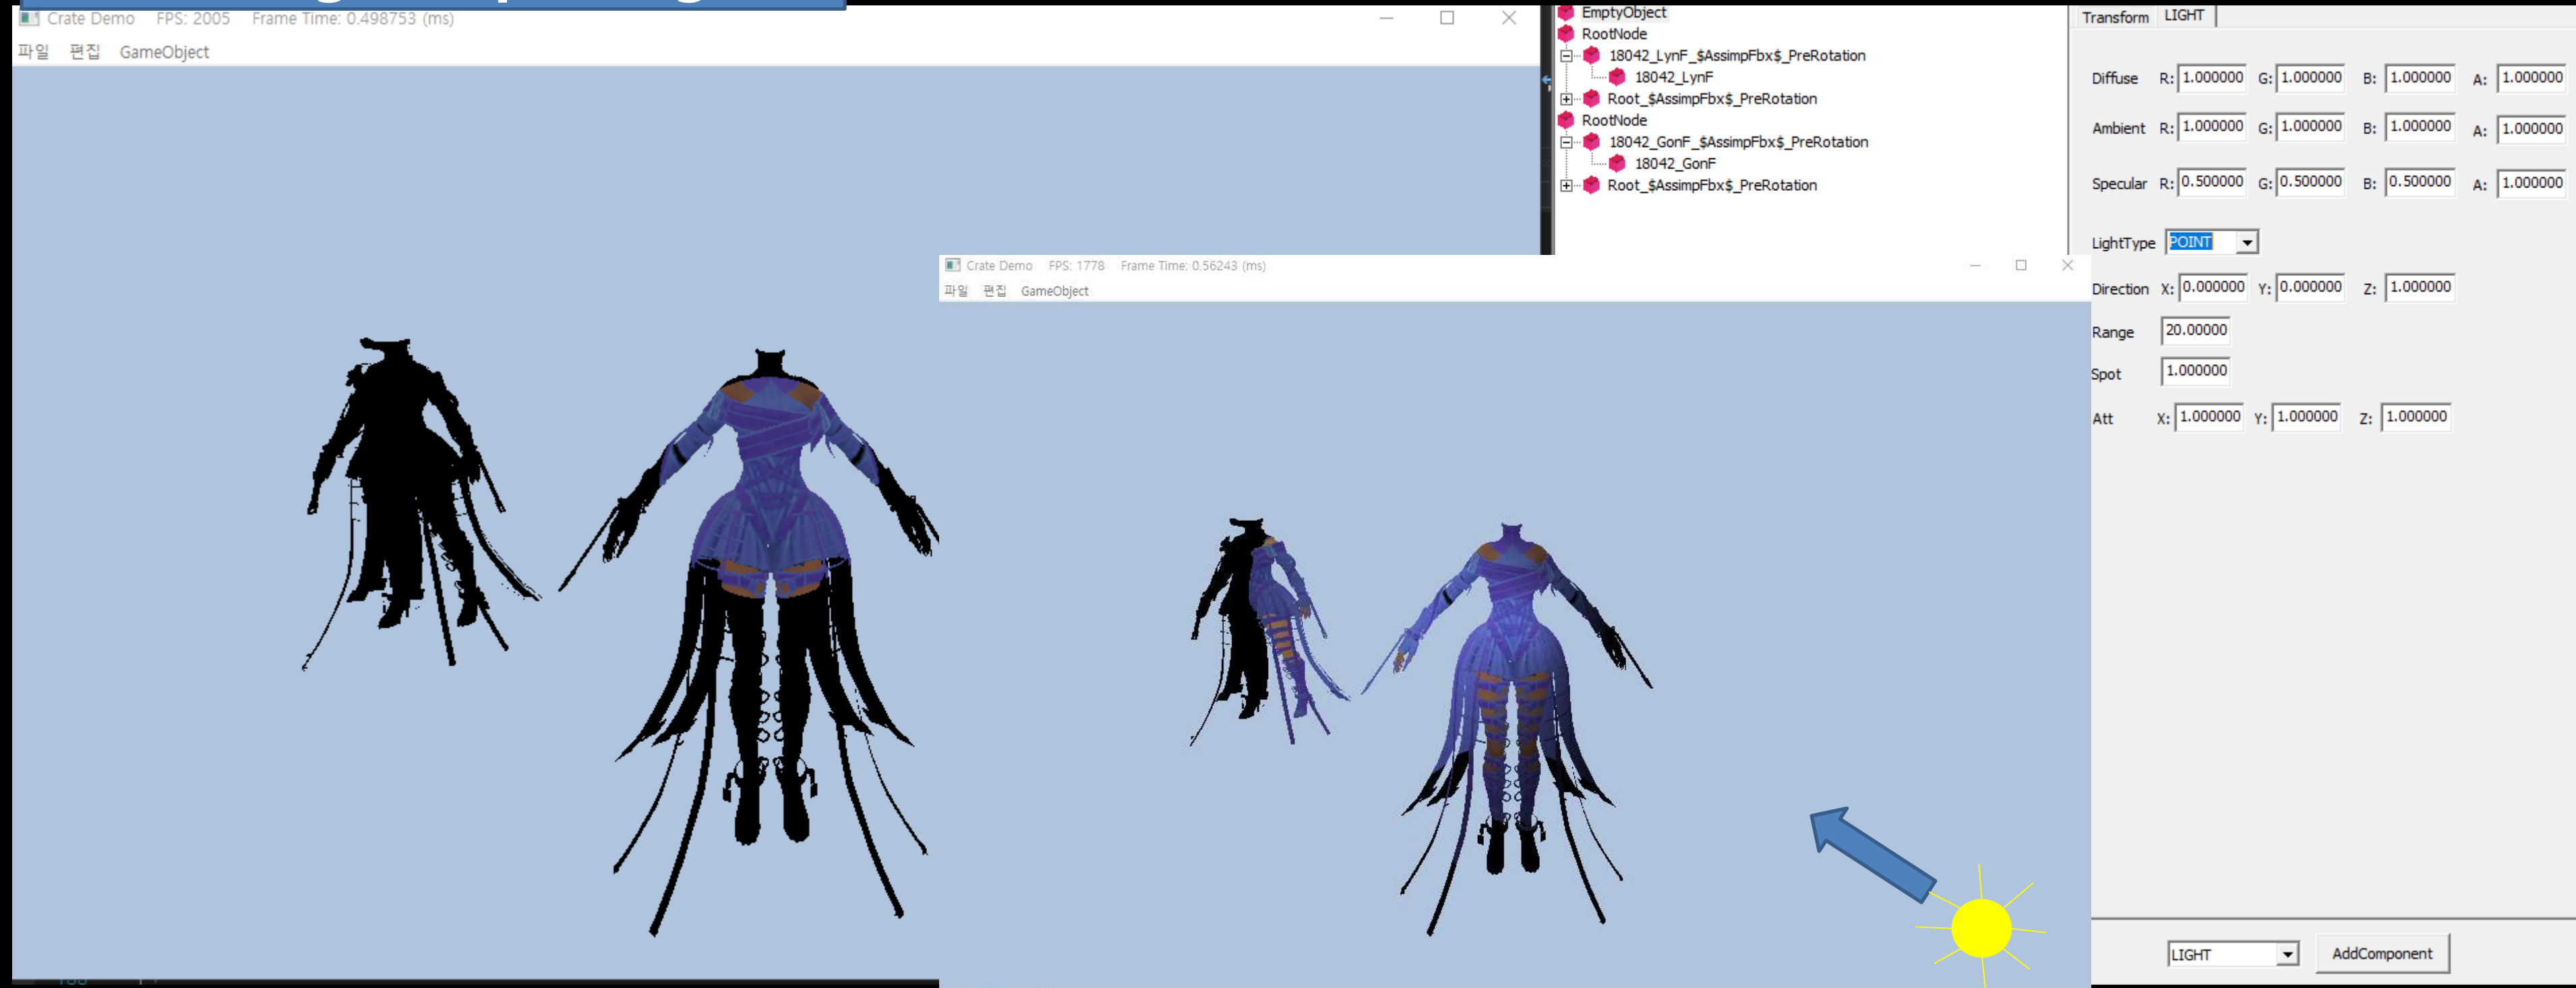 Crate Demo FPS: 2005 Frame Time: 0.498753 (ms)
파일 편집 GameObject
EmptyObject
RootNode
18042_LynF_$AssimpFbx$_PreRotation
18042_LynF
Root_$AssimpFbx$_PreRotation
RootNode
18042_GonF_$AssimpFbx$_PreRotation
18042_GonF
Root_$AssimpFbx$_PreRotation
Crate Demo FPS: 1778 Frame Time: 0.56243 (ms)
파일 편집 GameObject
Transform LIGHT
Diffuse R: 1.000000 G: 1.000000 B: 1.000000 A: 1.000000
Ambient R: 1.000000 G: 1.000000 B: 1.000000 A: 1.000000
Specular R: 0.500000 G: 0.500000 B: 0.500000 A: 1.000000
LightType POINT
Direction X: 0.000000 Y: 0.000000 Z: 1.000000
Range 20.00000
Spot 1.000000
Att X: 1.000000 Y: 1.000000 Z: 1.000000
LIGHT AddComponent